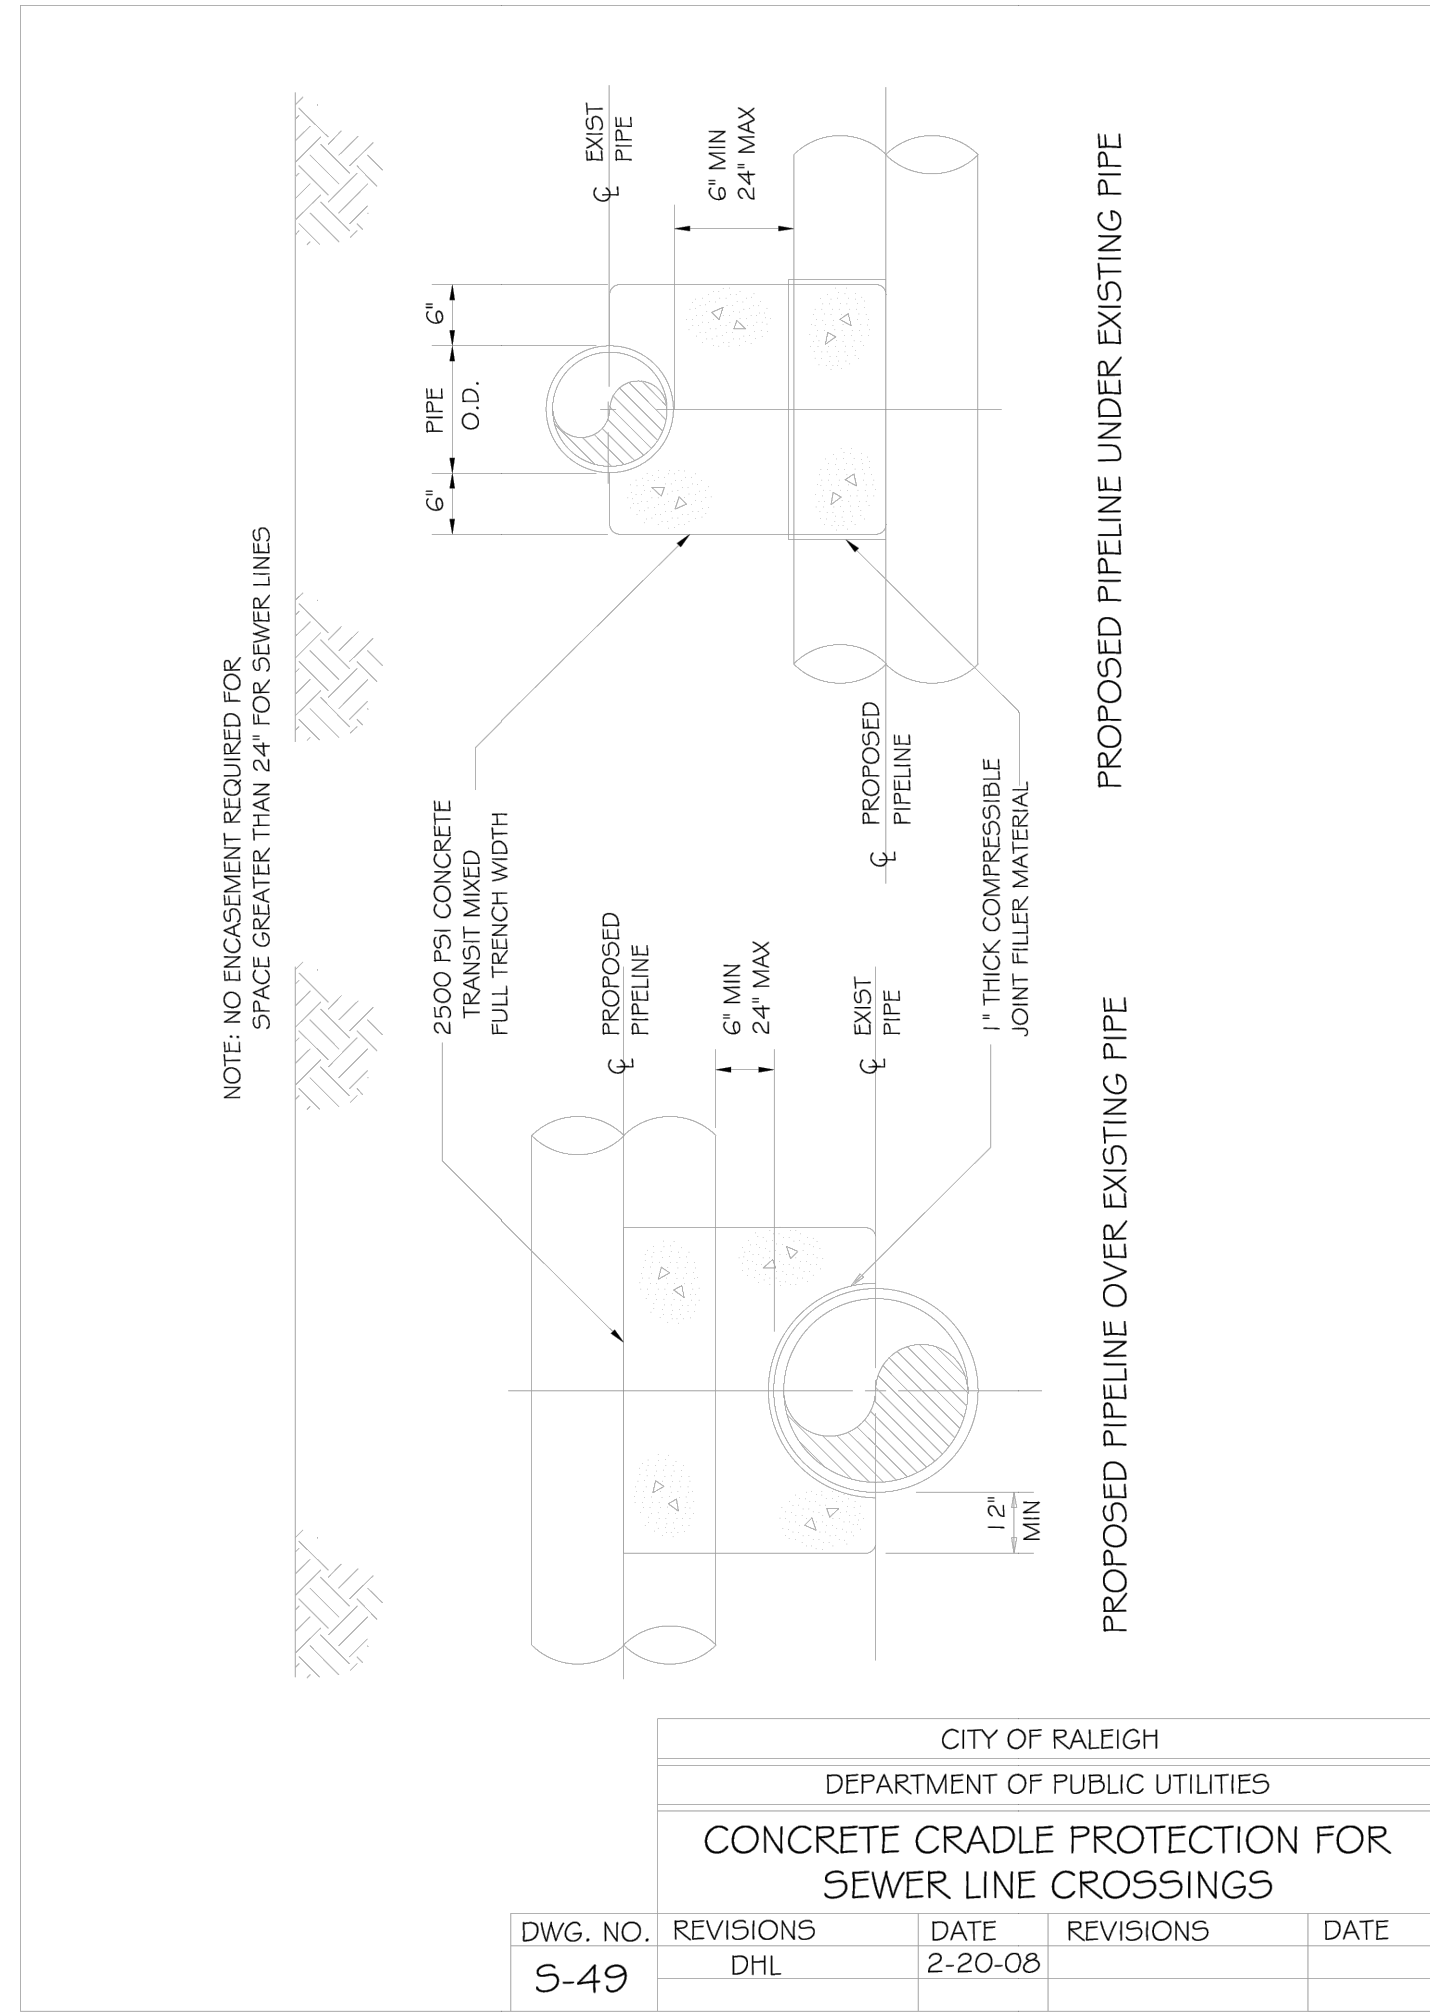 NOTE: NO ENCASEMENT REQUIRED FOR
SPACE GREATER THAN 24" FOR SEWER LINES
2500 PSI CONCRETE
TRANSIT MIXED
FULL TRENCH WIDTH
℄ PROPOSED
PIPELINE
6" MIN
24" MAX
℄ EXIST
PIPE
1" THICK COMPRESSIBLE
JOINT FILLER MATERIAL
12"
MIN
PROPOSED PIPELINE OVER EXISTING PIPE
6"
PIPE
O.D.
6"
℄ EXIST
PIPE
6" MIN
24" MAX
℄ PROPOSED
PIPELINE
PROPOSED PIPELINE UNDER EXISTING PIPE
CITY OF RALEIGH
DEPARTMENT OF PUBLIC UTILITIES
CONCRETE CRADLE PROTECTION FOR
SEWER LINE CROSSINGS
DWG. NO. REVISIONS DATE REVISIONS DATE
S-49 DHL 2-20-08